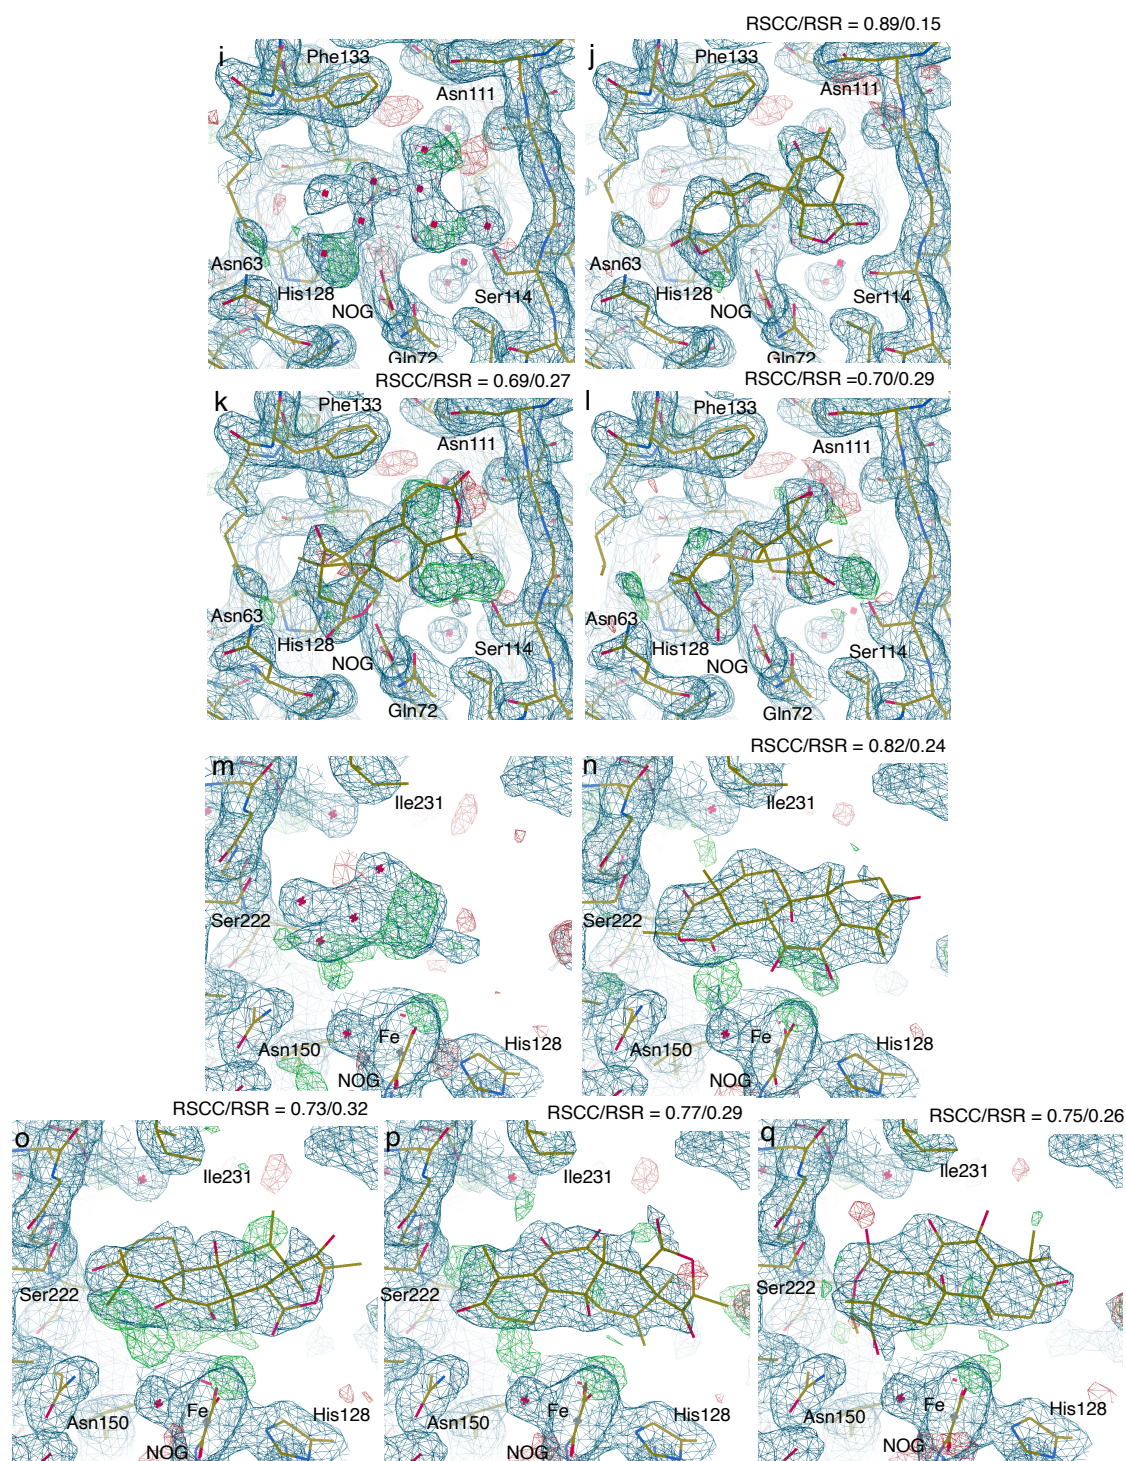 RSCC/RSR = 0.89/0.15
i
Phe133
Asn111
Asn63
His128
NOG
Ser114
Gln72
j
Phe133
Asn111
Asn63
His128
NOG
Ser114
Gln72
RSCC/RSR = 0.69/0.27
RSCC/RSR =0.70/0.29
k
Phe133
Asn111
Asn63
His128
NOG
Ser114
Gln72
l
Phe133
Asn111
Asn63
His128
NOG
Ser114
Gln72
RSCC/RSR = 0.82/0.24
m
Ile231
Ser222
Fe
Asn150
His128
NOG
n
Ile231
Ser222
Fe
Asn150
His128
NOG
RSCC/RSR = 0.73/0.32
RSCC/RSR = 0.77/0.29
RSCC/RSR = 0.75/0.26
o
Ile231
Ser222
Fe
Asn150
His128
NOG
p
Ile231
Ser222
Fe
Asn150
His128
NOG
q
Ile231
Ser222
Fe
Asn150
His128
NOG